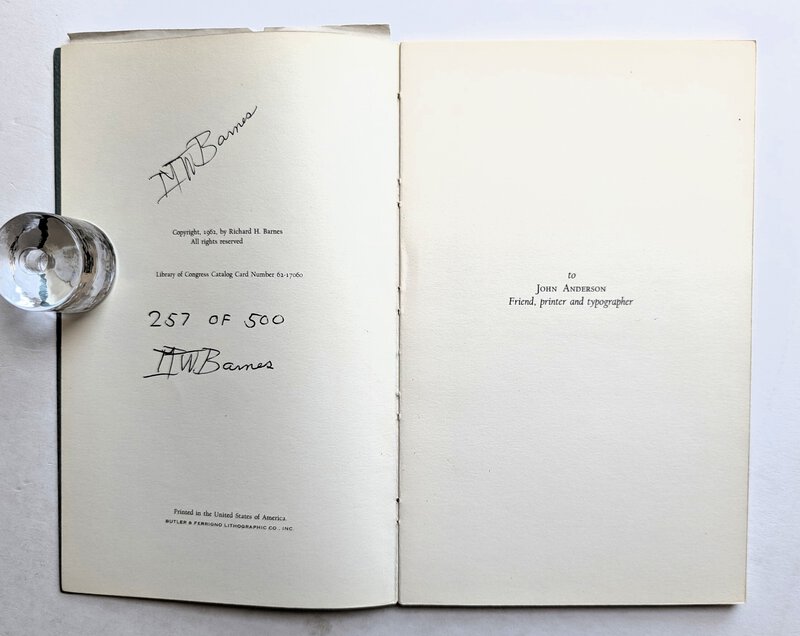 Barnes
Copyright, 1962, by Richard H. Barnes
All rights reserved
Library of Congress Catalog Card Number 62-17060
257 OF 500
Barnes
Printed in the United States of America.
BUTLER & FERRIGNO LITHOGRAPHIC CO., INC.
to
JOHN ANDERSON
Friend, printer and typographer